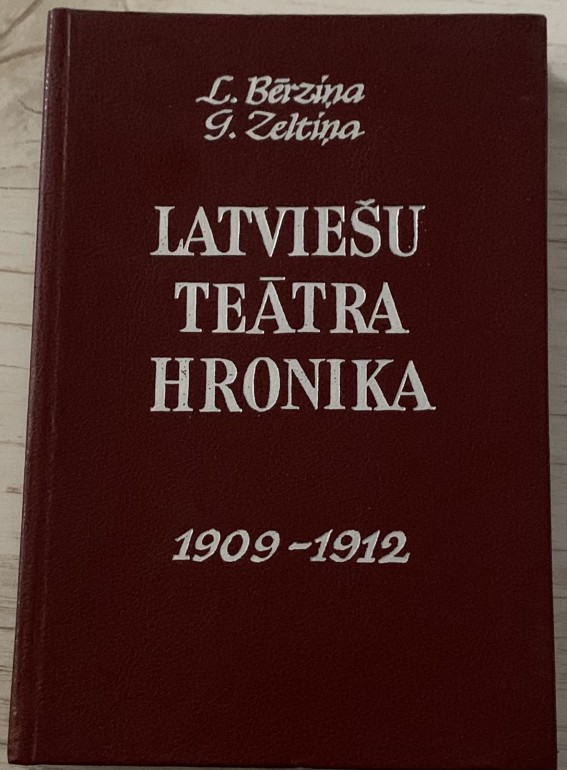 L. Bērziņa
G. Zeltiņa
LATVIEŠU
TEĀTRA
HRONIKA
1909-1912